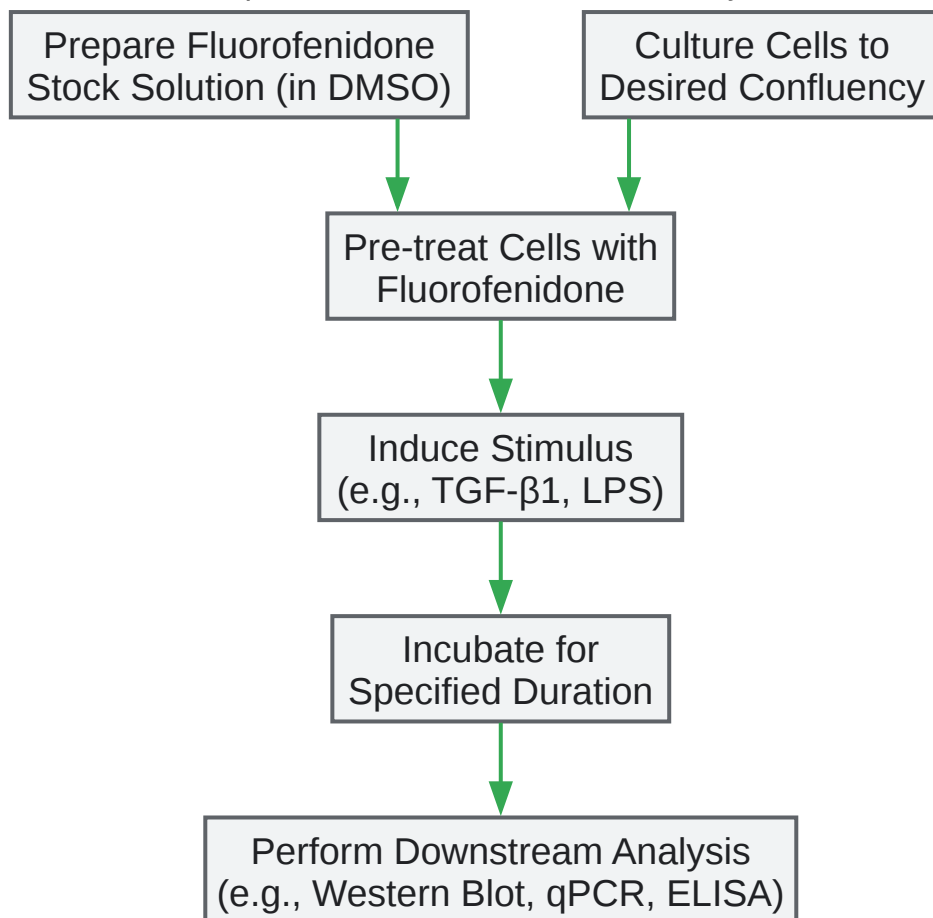 Prepare Fluorofenidone
Stock Solution (in DMSO)
Culture Cells to
Desired Confluency
Pre-treat Cells with
Fluorofenidone
Induce Stimulus
(e.g., TGF-β1, LPS)
Incubate for
Specified Duration
Perform Downstream Analysis
(e.g., Western Blot, qPCR, ELISA)